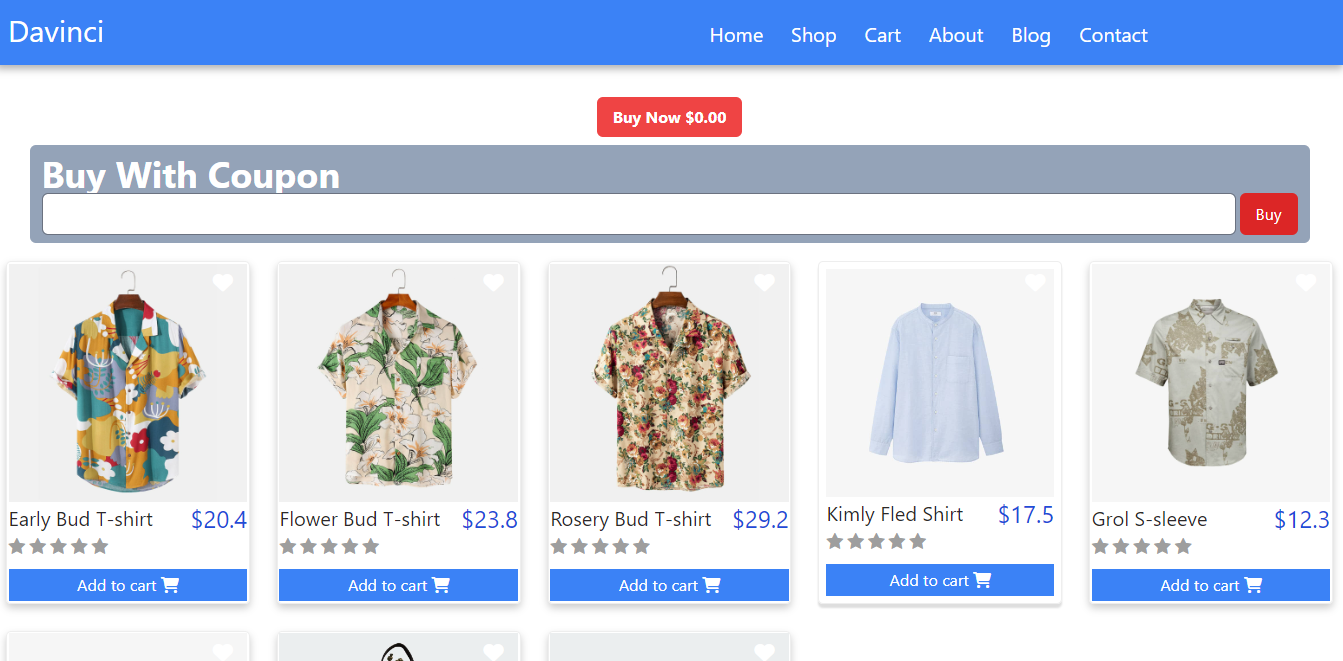 Davinci
Home Shop Cart About Blog Contact
Buy Now $0.00
Buy With Coupon
Buy
Early Bud T-shirt $20.4
Add to cart
Flower Bud T-shirt $23.8
Add to cart
Rosery Bud T-shirt $29.2
Add to cart
Kimly Fled Shirt $17.5
Add to cart
Grol S-sleeve $12.3
Add to cart